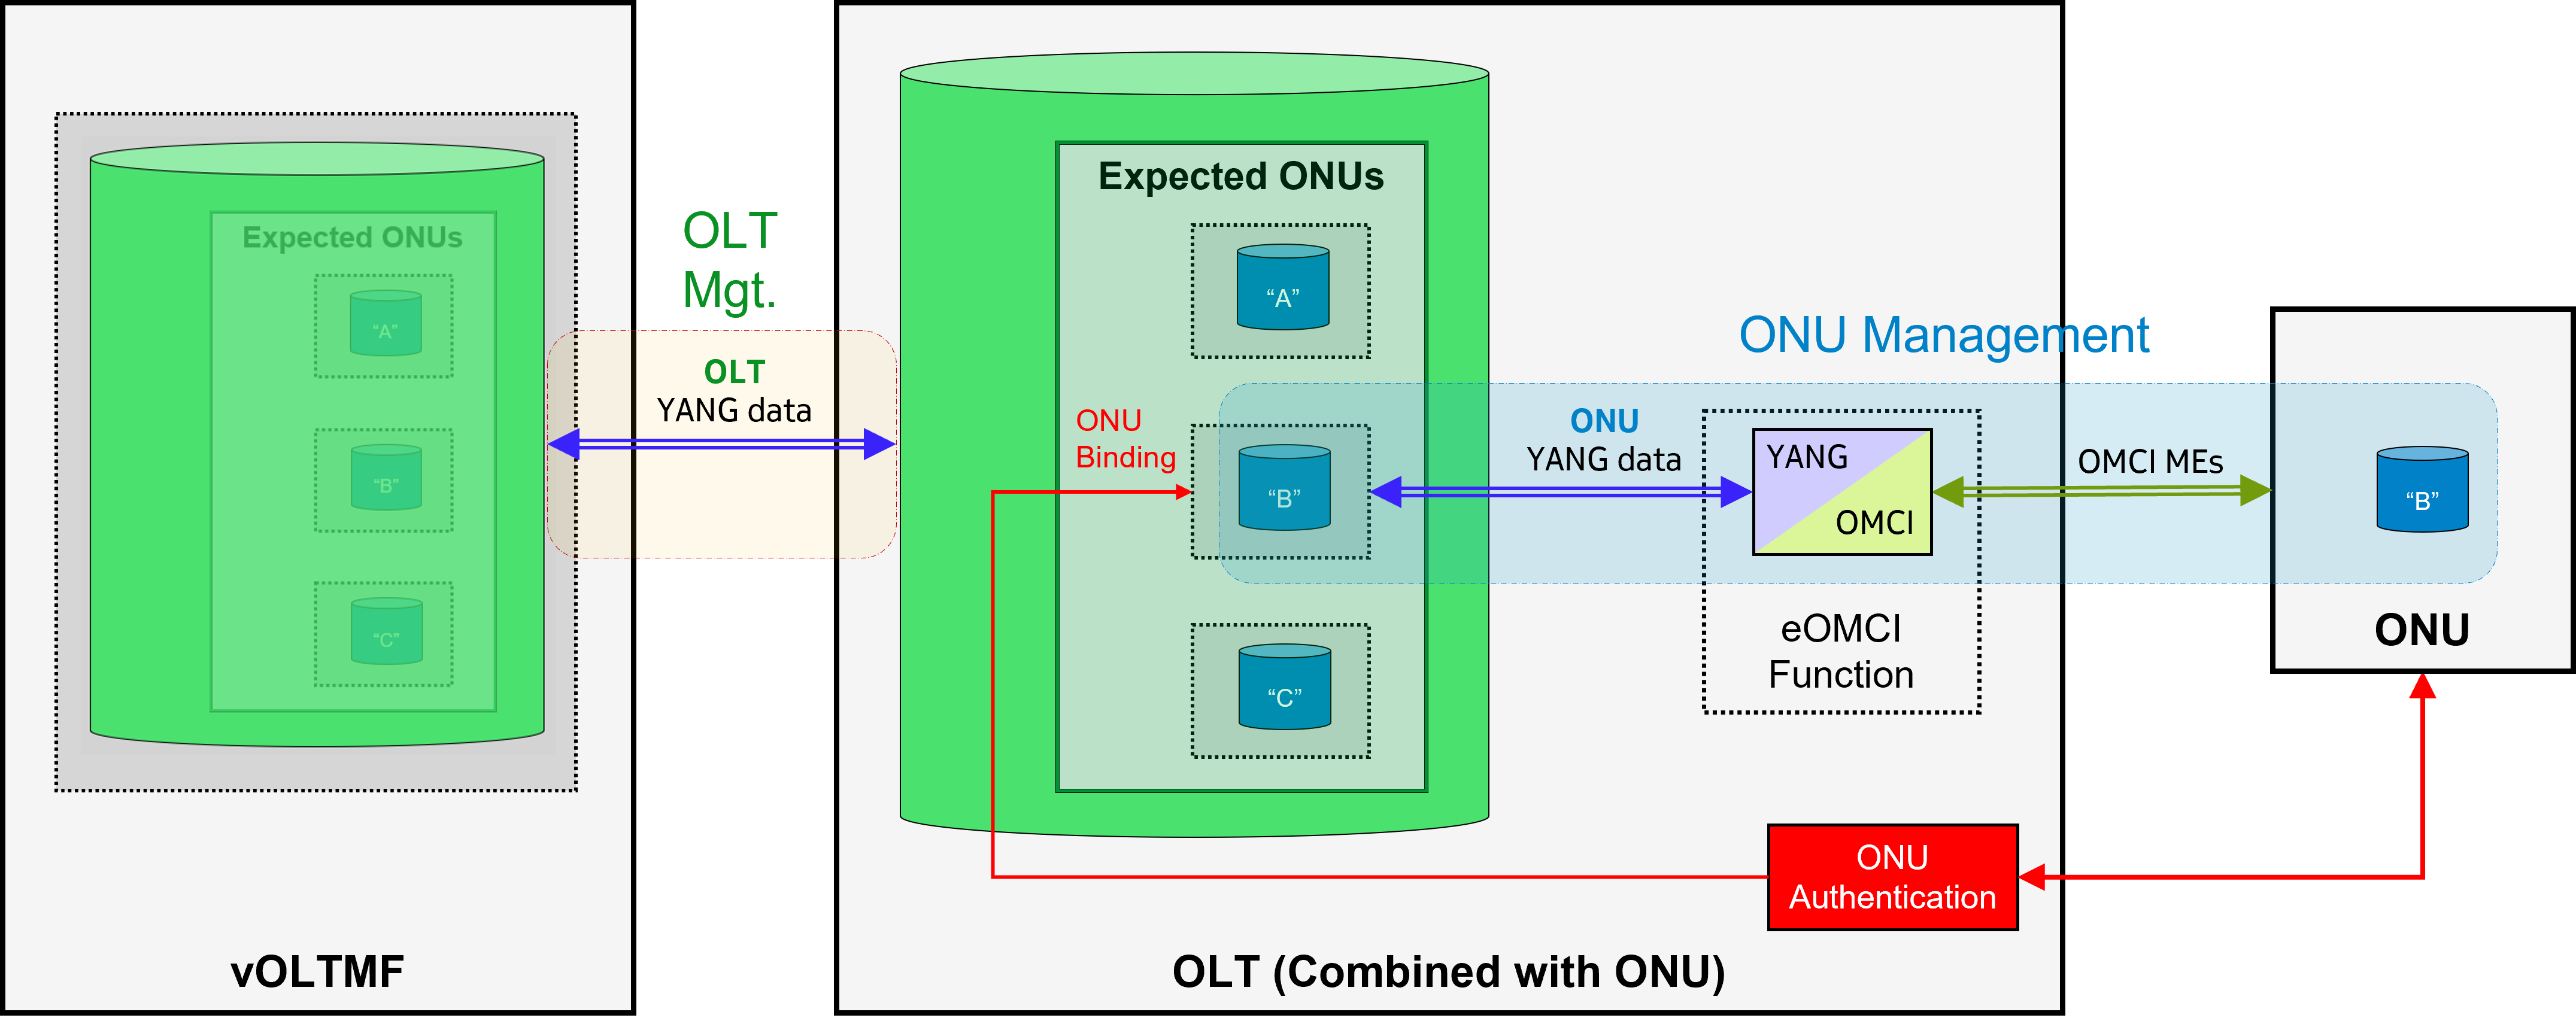 Expected ONUs
“A”
“B”
“C”
vOLTMF
OLT
Mgt.
OLT
YANG data
Expected ONUs
“A”
ONU
Binding
“B”
“C”
ONU Management
ONU
YANG data
YANG
OMCI
eOMCI
Function
OMCI MEs
“B”
ONU
ONU
Authentication
OLT (Combined with ONU)